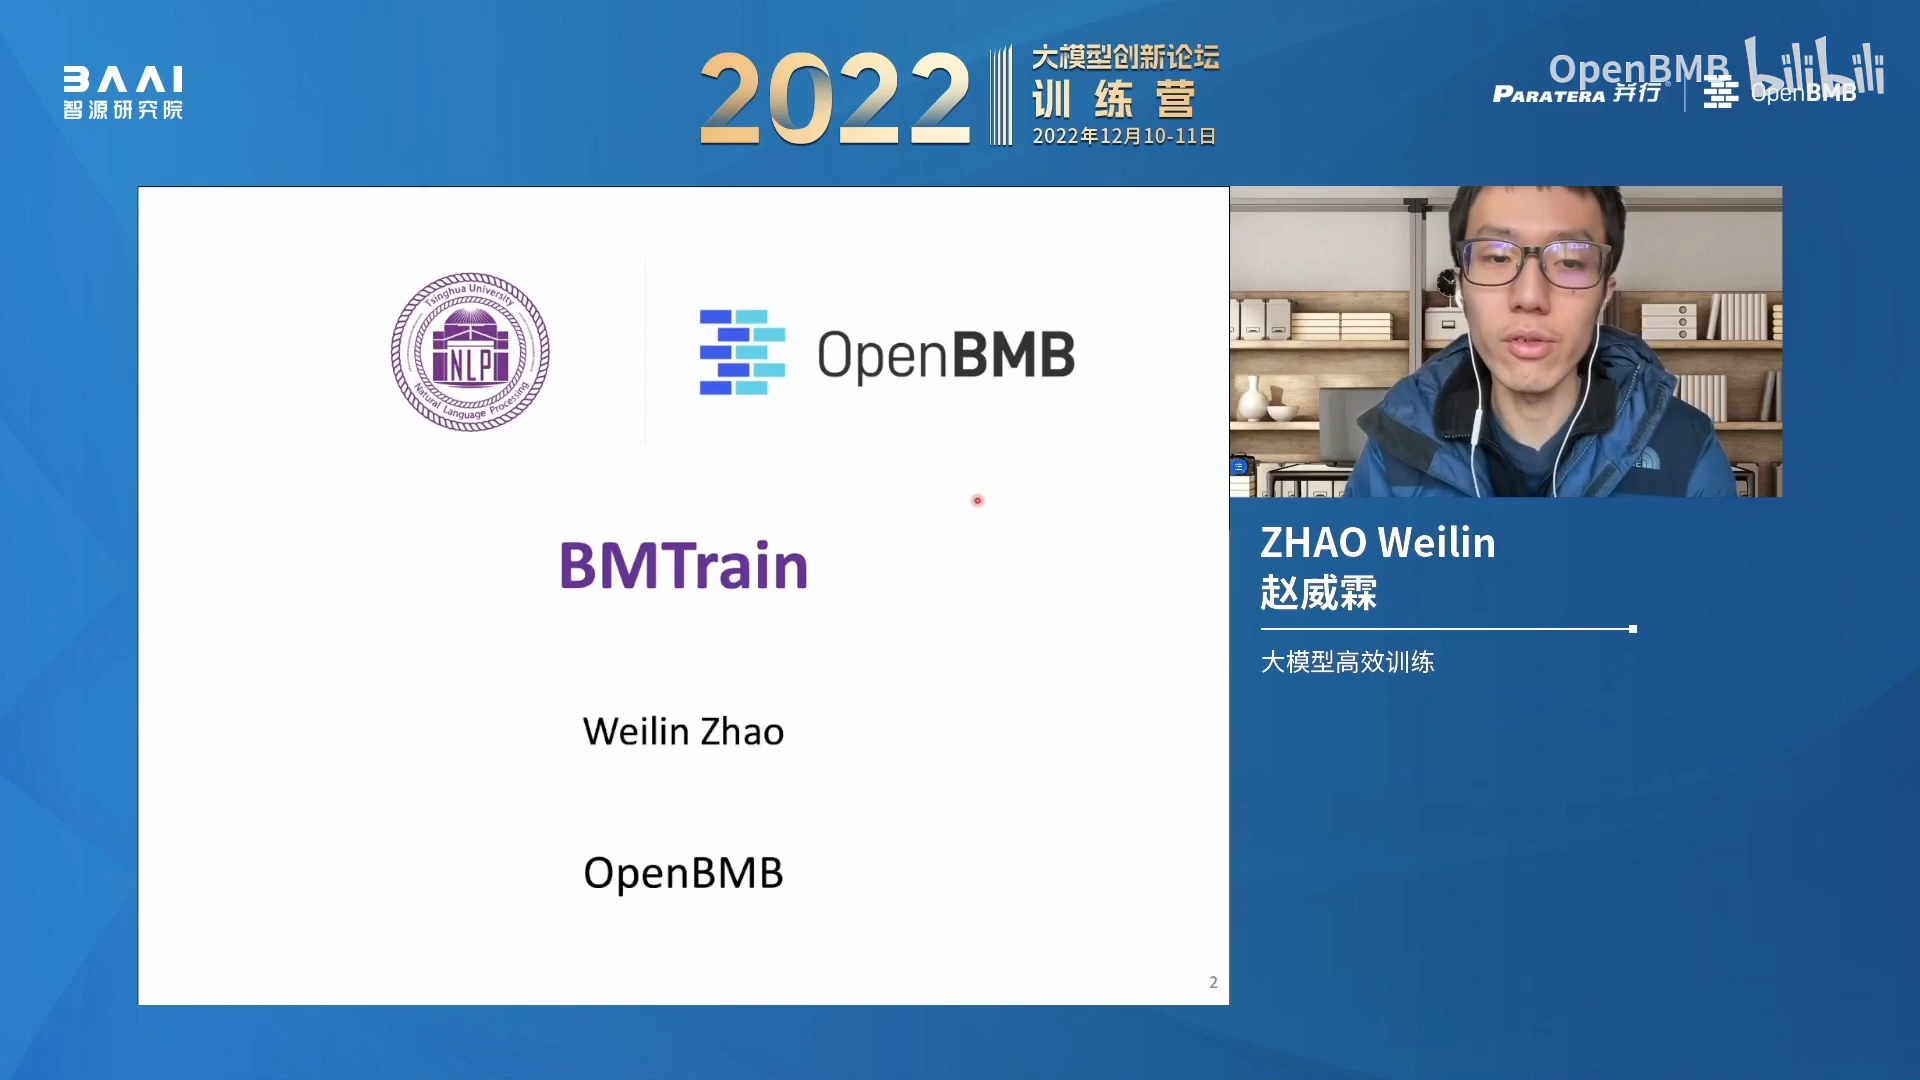 BAAI
智源研究院
2022
大模型创新论坛
训练营
2022年12月10-11日
OpenBMB bilibili
PARATERA 并行
OpenBMB
Tsinghua University
NLP
Natural Language Processing
OpenBMB
BMTrain
Weilin Zhao
OpenBMB
2
ZHAO Weilin
赵威霖
大模型高效训练